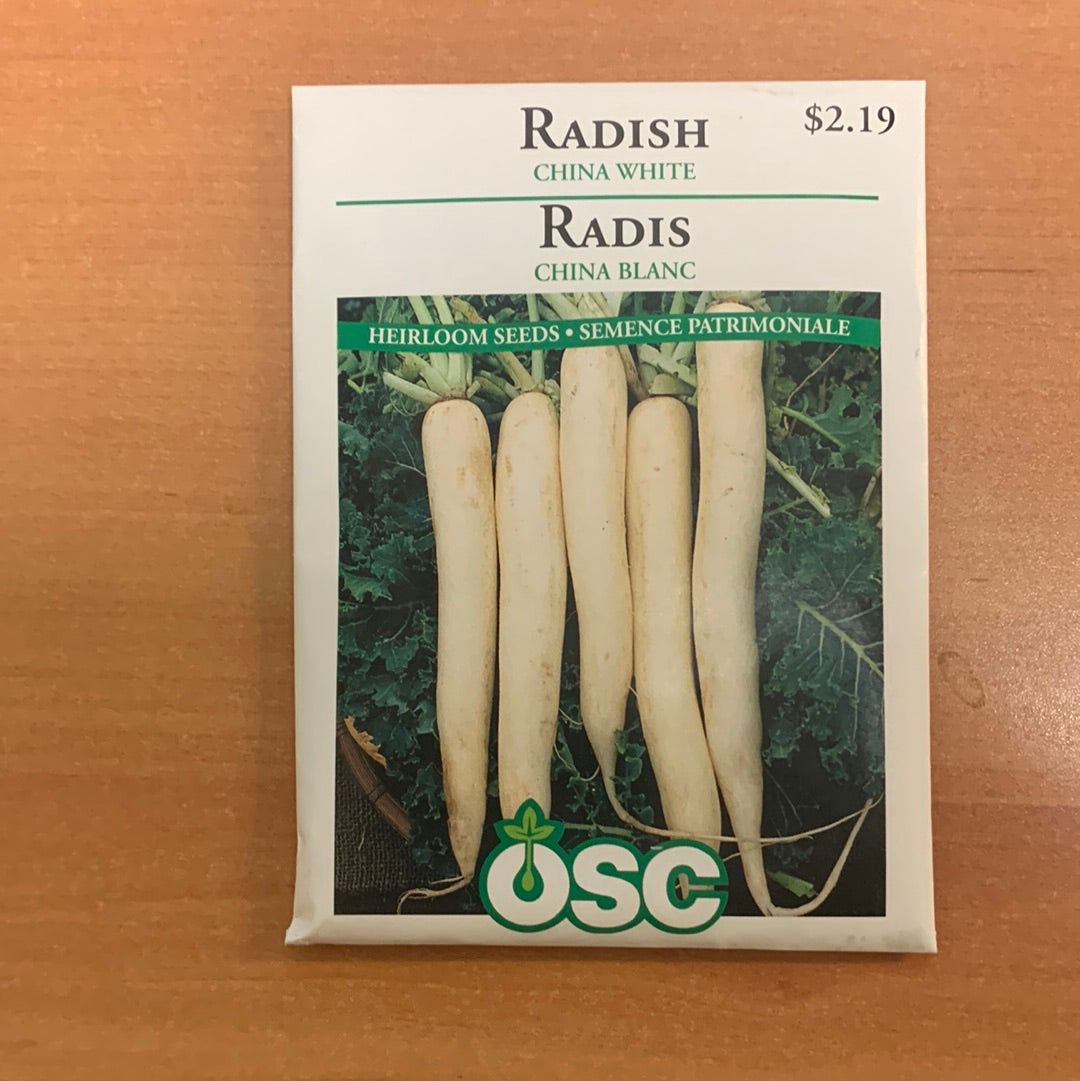 RADISH
$2.19
CHINA WHITE
RADIS
CHINA BLANC
HEIRLOOM SEEDS • SEMENCE PATRIMONIALE
OSC